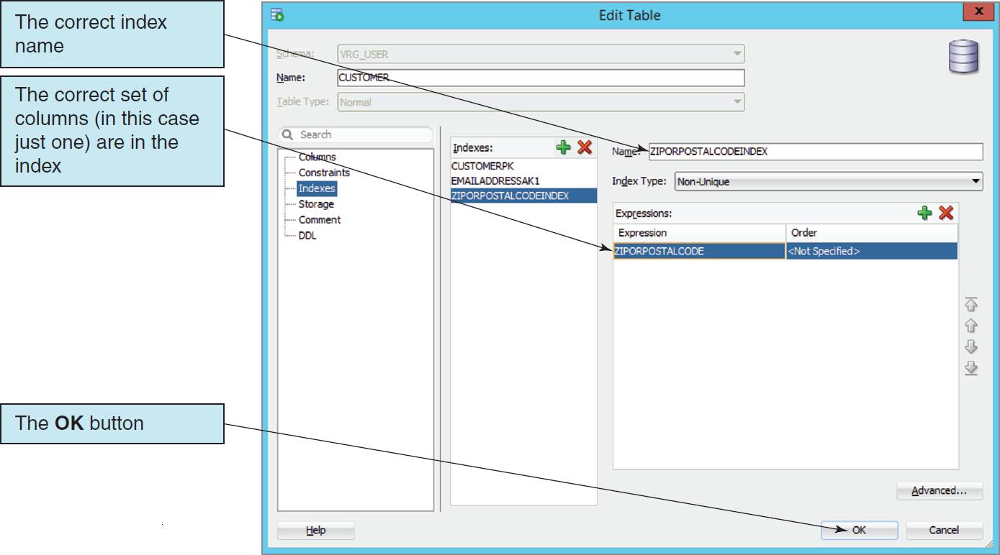 The correct index
name
The correct set of
columns (in this case
just one) are in the
index
The OK button
Edit Table
x
Schema:
VRG_USER
Name:
CUSTOMER
Table Type:
Normal
Search
Columns
Constraints
Indexes
Storage
Comment
DDL
Indexes:
CUSTOMERPK
EMAILADDRESSAK1
ZIPORPOSTALCODEINDEX
Name:
ZIPORPOSTALCODEINDEX
Index Type:
Non-Unique
Expressions:
Expression Order
ZIPORPOSTALCODE <Not Specified>
Advanced...
Help
OK
Cancel